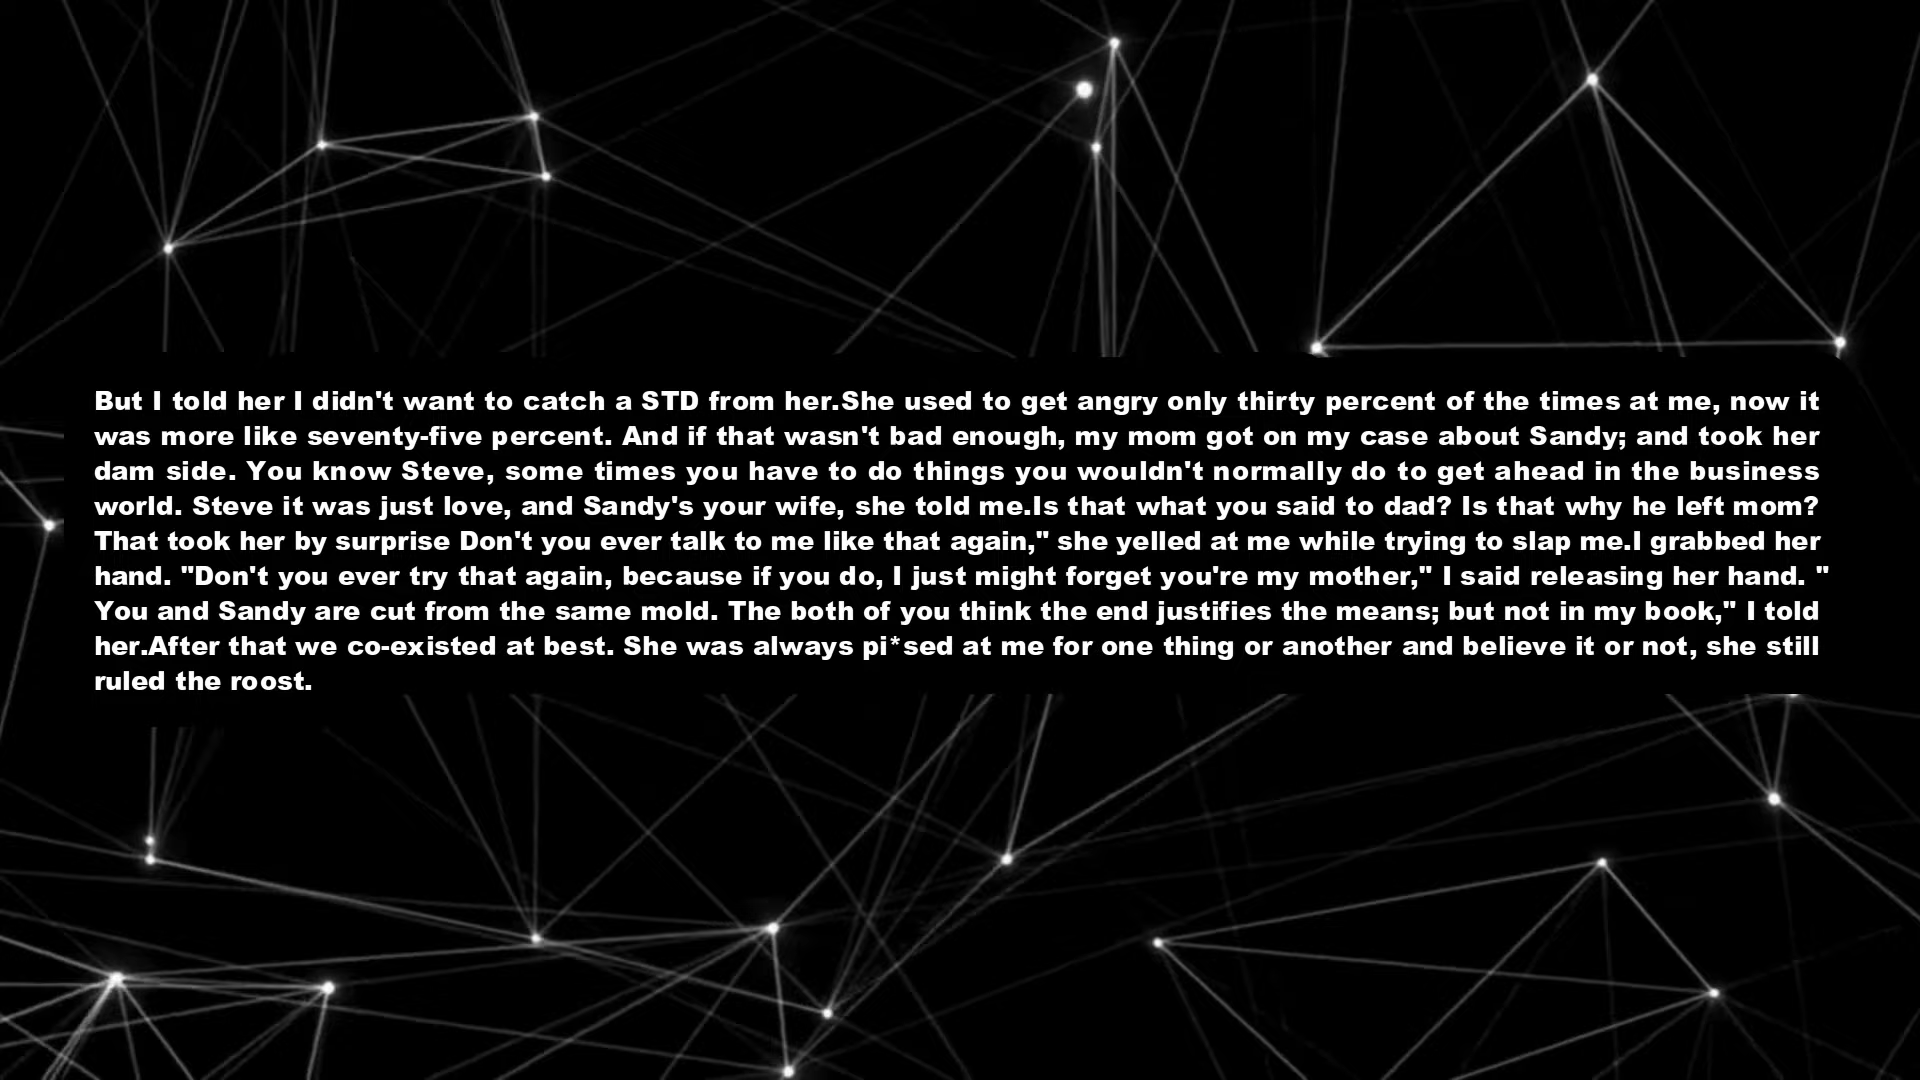 But I told her I didn't want to catch a STD from her.She used to get angry only thirty percent of the times at me, now it
was more like seventy-five percent. And if that wasn't bad enough, my mom got on my case about Sandy; and took her
dam side. You know Steve, some times you have to do things you wouldn't normally do to get ahead in the business
world. Steve it was just love, and Sandy's your wife, she told me.Is that what you said to dad? Is that why he left mom?
That took her by surprise Don't you ever talk to me like that again," she yelled at me while trying to slap me.I grabbed her
hand. "Don't you ever try that again, because if you do, I just might forget you're my mother," I said releasing her hand. "
You and Sandy are cut from the same mold. The both of you think the end justifies the means; but not in my book," I told
her.After that we co-existed at best. She was always pi*sed at me for one thing or another and believe it or not, she still
ruled the roost.